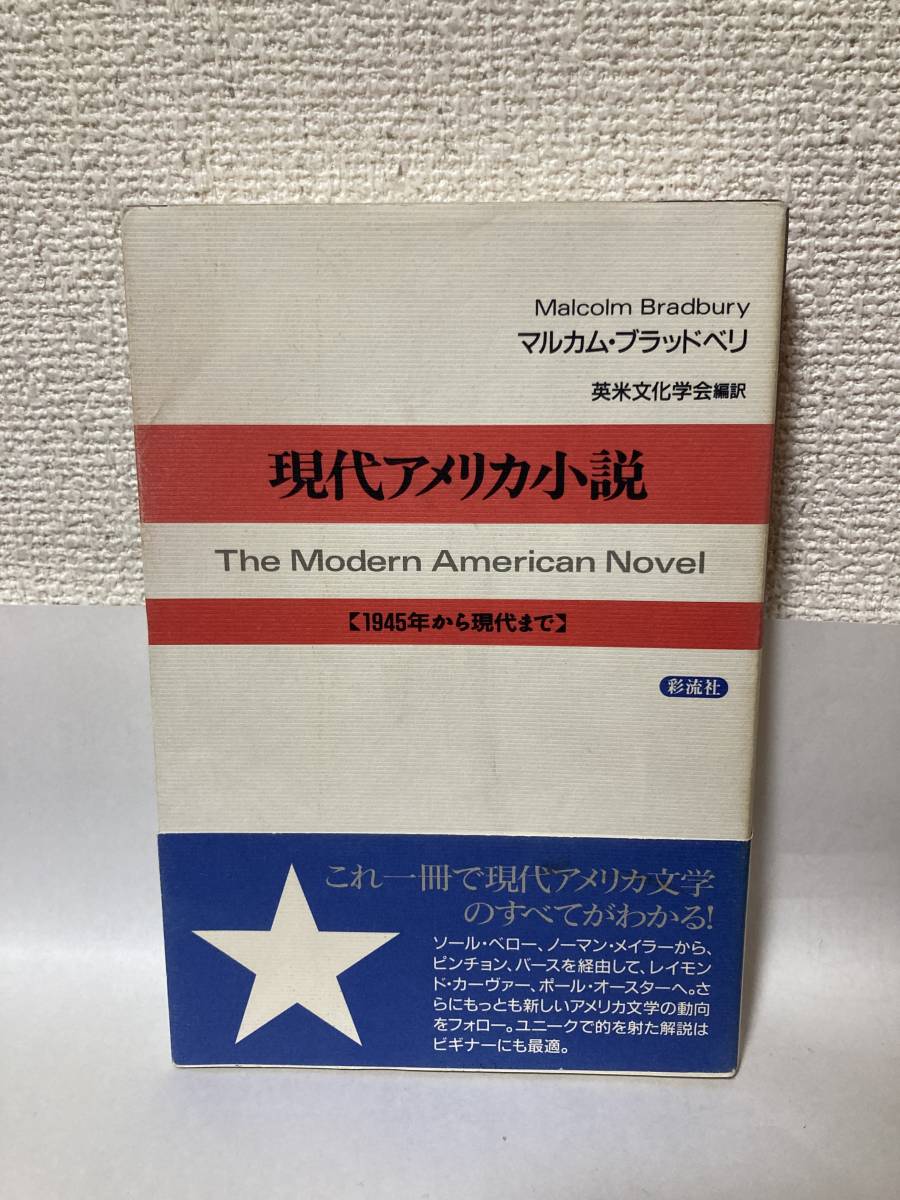 Malcolm Bradbury
マルカム・ブラッドベリ
英米文化学会編訳
現代アメリカ小説
The Modern American Novel
【1945年から現代まで】
彩流社
これ一冊で現代アメリカ文学
のすべてがわかる!
ソール・ベロー、ノーマン・メイラーから、
ピンチョン、バースを経由して、レイモン
ド・カーヴァー、ポール・オースターへ。さ
らにもっとも新しいアメリカ文学の動向
をフォロー。ユニークで的を射た解説は
ビギナーにも最適。